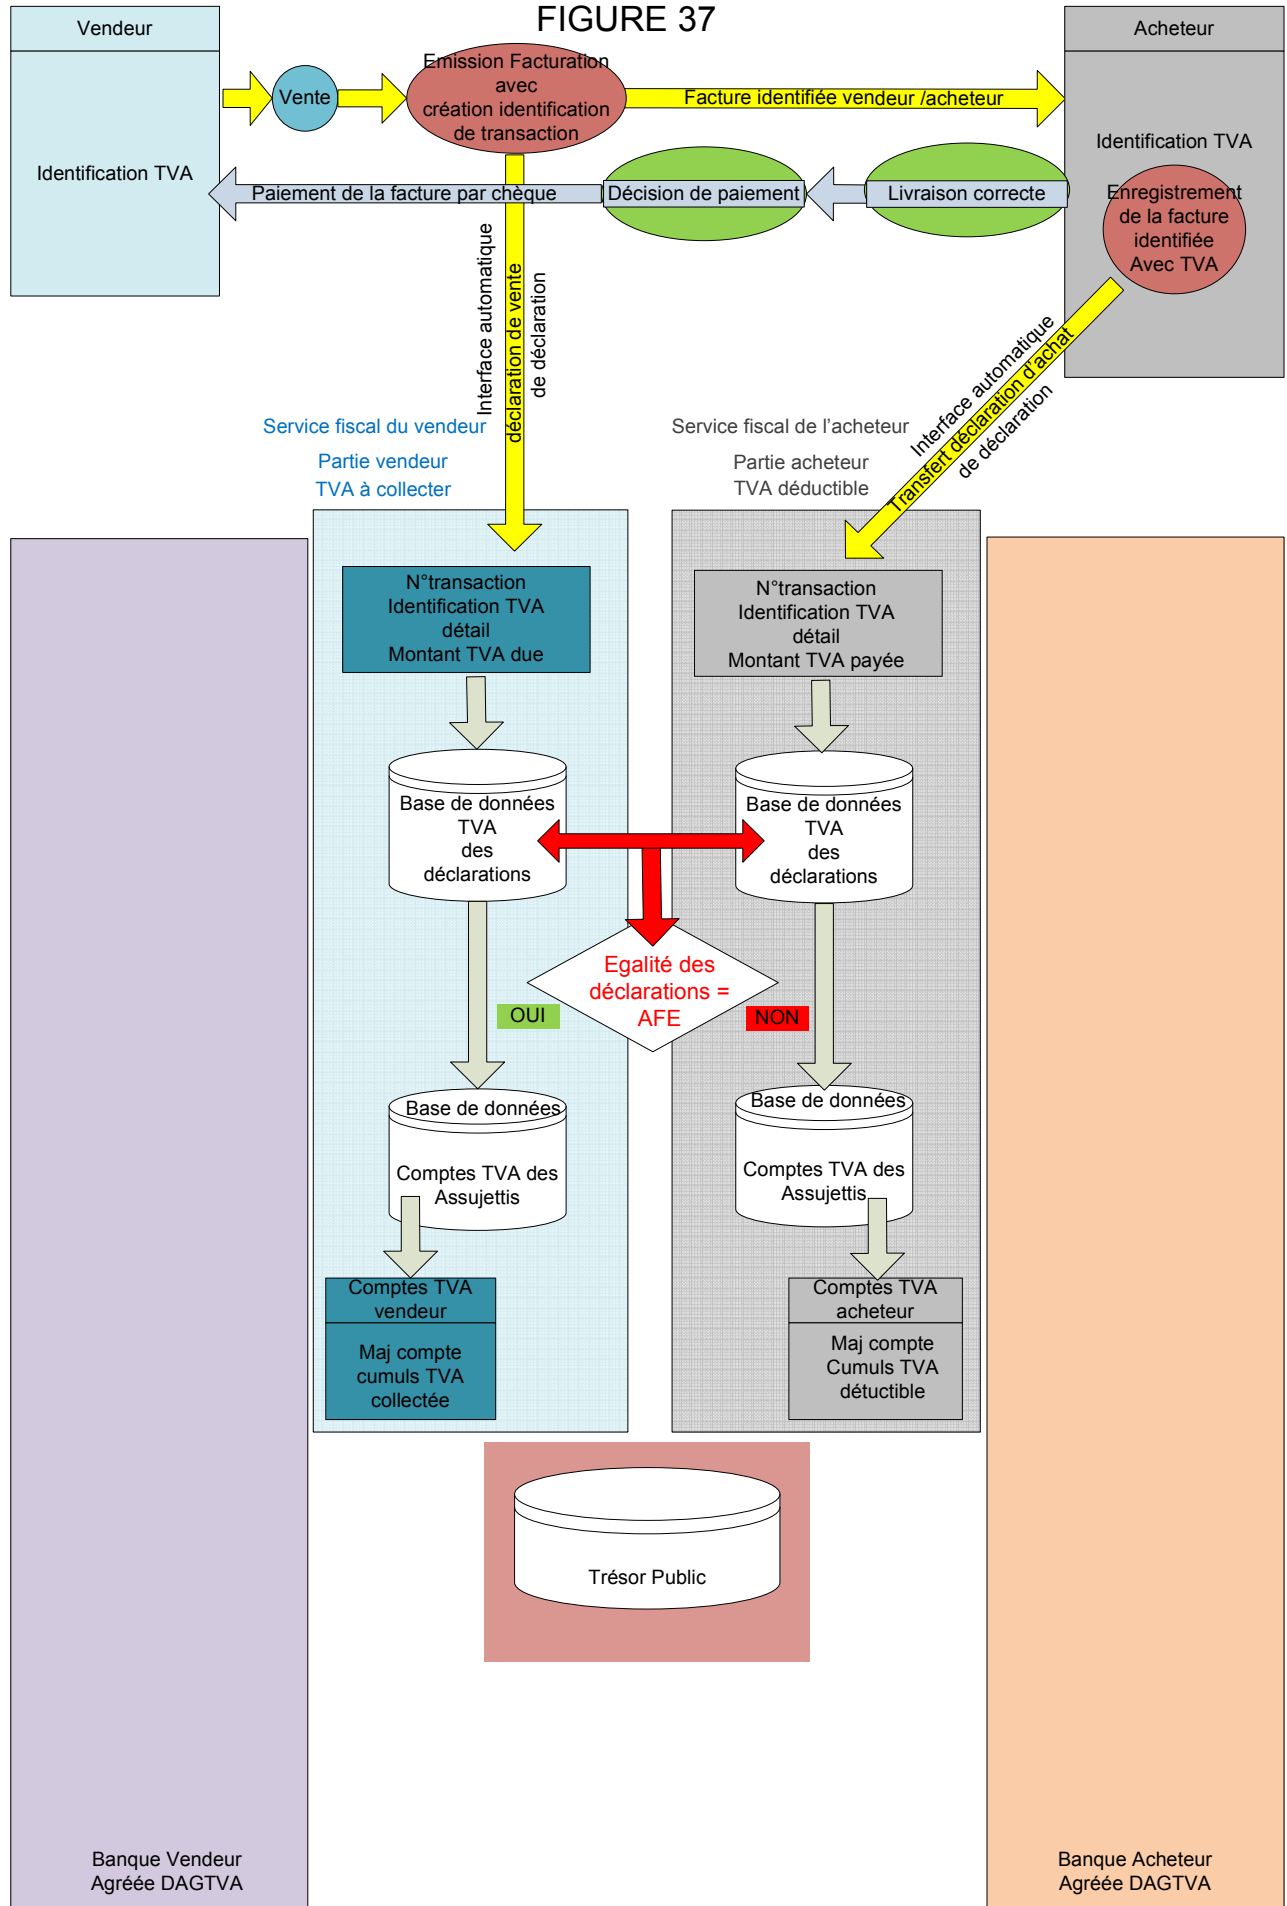 FIGURE 37
Vendeur
Identification TVA
Vente
Emission Facturation
avec
création identification
de transaction
Facture identifiée vendeur /acheteur
Acheteur
Identification TVA
Enregistrement
de la facture
identifiée
Avec TVA
Paiement de la facture par chèque
Décision de paiement
Livraison correcte
Interface automatique
déclaration de vente
de déclaration
Interface automatique
Transfert déclaration d'achat
de déclaration
Service fiscal du vendeur
Partie vendeur
TVA à collecter
Service fiscal de l'acheteur
Partie acheteur
TVA déductible
N°transaction
Identification TVA
détail
Montant TVA due
N°transaction
Identification TVA
détail
Montant TVA payée
Base de données
TVA
des
déclarations
Base de données
TVA
des
déclarations
Egalité des
déclarations =
AFE
OUI
NON
Base de données
Comptes TVA des
Assujettis
Base de données
Comptes TVA des
Assujettis
Comptes TVA
vendeur
Maj compte
cumuls TVA
collectée
Comptes TVA
acheteur
Maj compte
Cumuls TVA
détuctible
Trésor Public
Banque Vendeur
Agréée DAGTVA
Banque Acheteur
Agréée DAGTVA